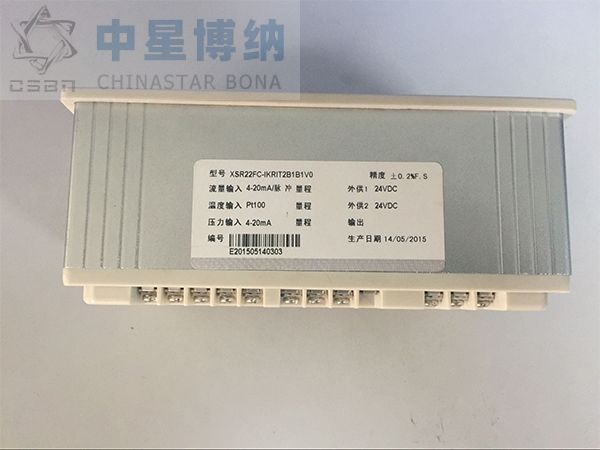 中星博纳
CSBN CHINASTAR BONA
型号 XSR22FC-IKRIT2B1B1V0 精度 ±0.2%F.S
流量输入 4-20mA/脉 冲 量程 外供1 24VDC
温度输入 Pt100 量程 外供2 24VDC
压力输入 4-20mA 量程 输出
编号 生产日期 14/05/2015
E201505140303